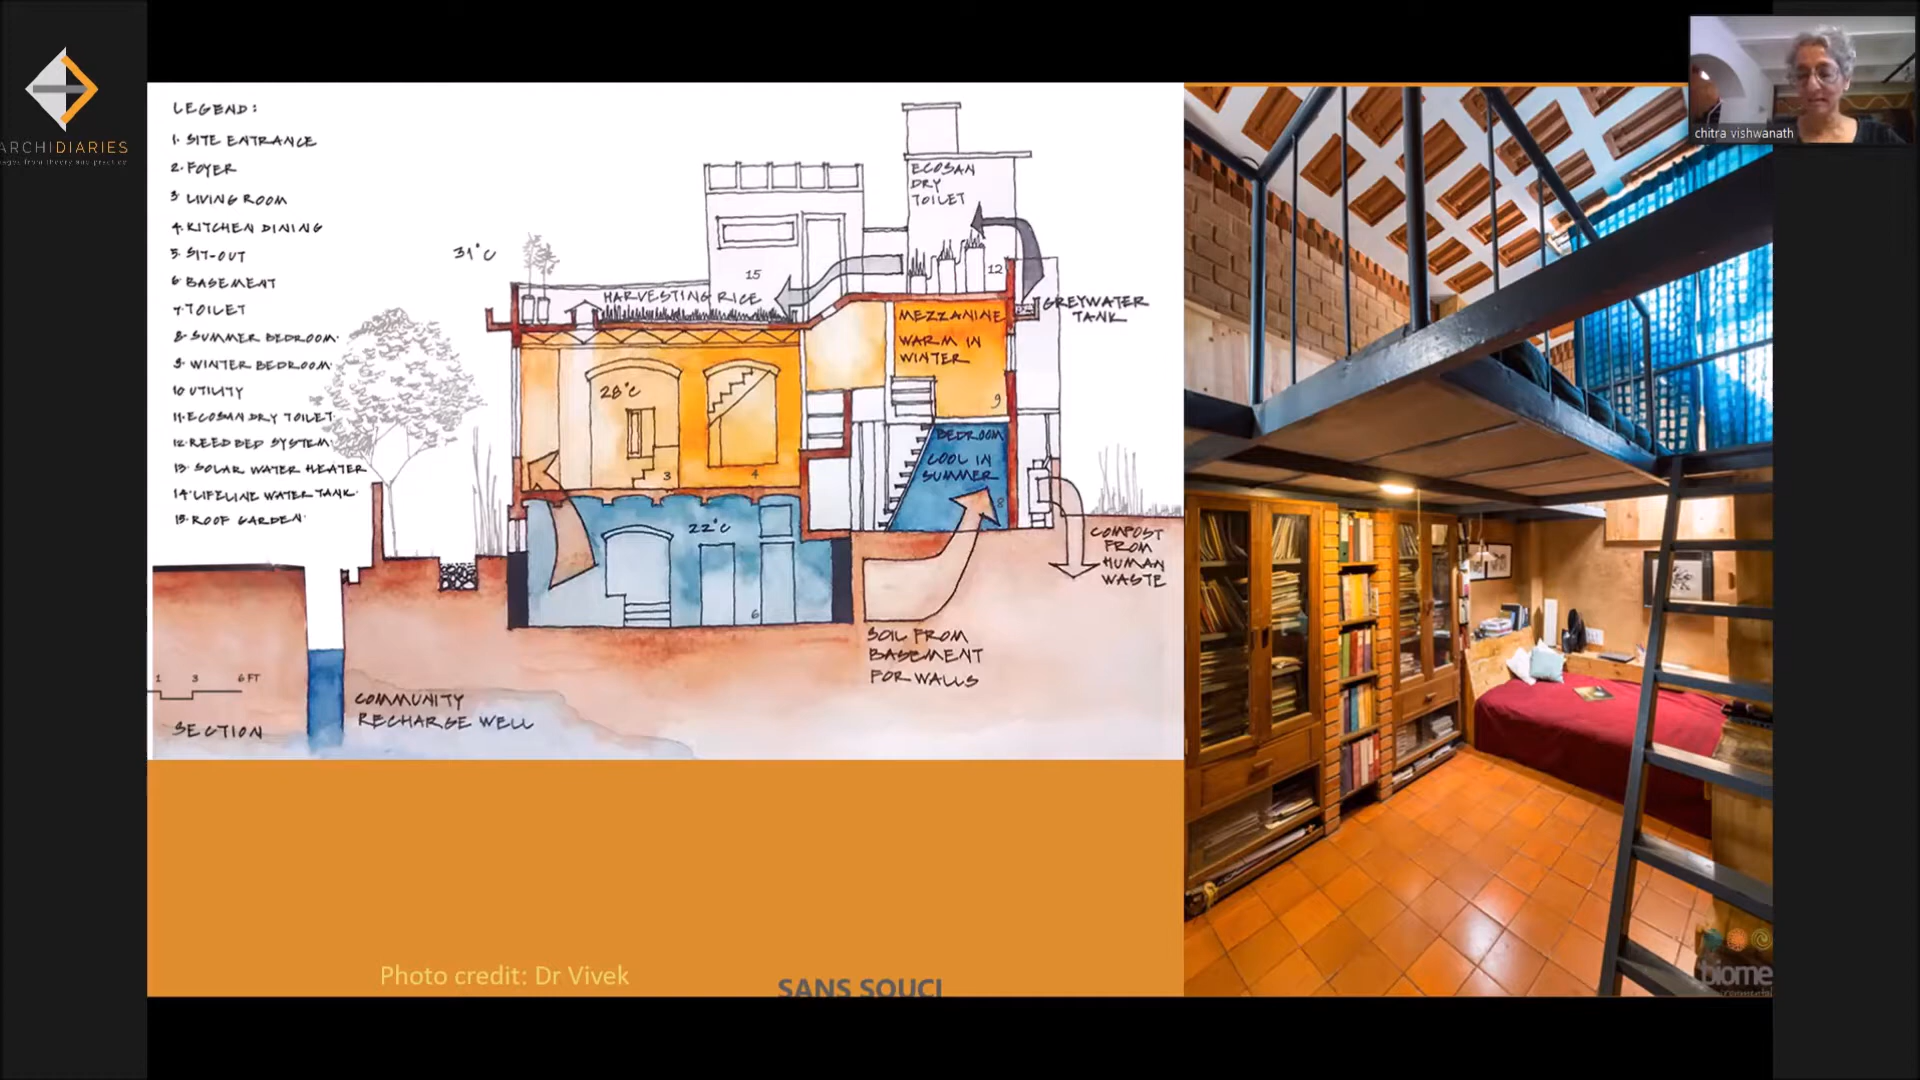 ARCHIDIARIES
LEGEND:
1. SITE ENTRANCE
2. FOYER
3. LIVING ROOM
4. KITCHEN DINING
5. SIT-OUT
6. BASEMENT
7. TOILET
8. SUMMER BEDROOM
9. WINTER BEDROOM
10 UTILITY
11. ECOSAN DRY TOILET
12. REED BED SYSTEM
13. SOLAR WATER HEATER
14. LIFELINE WATER TANK
15. ROOF GARDEN
31°C
ECOSAN
DRY
TOILET
15
12
HARVESTING RICE
GREYWATER
TANK
MEZZANINE
WARM IN
WINTER
9
28°C
3
4
BEDROOM
COOL IN
SUMMER
8
22°C
6
COMPOST
FROM
HUMAN
WASTE
SOIL FROM
BASEMENT
FOR WALLS
1 3 6 FT
SECTION
COMMUNITY
RECHARGE WELL
Photo credit: Dr Vivek
SANS SOUCI
chitra vishwanath
biome